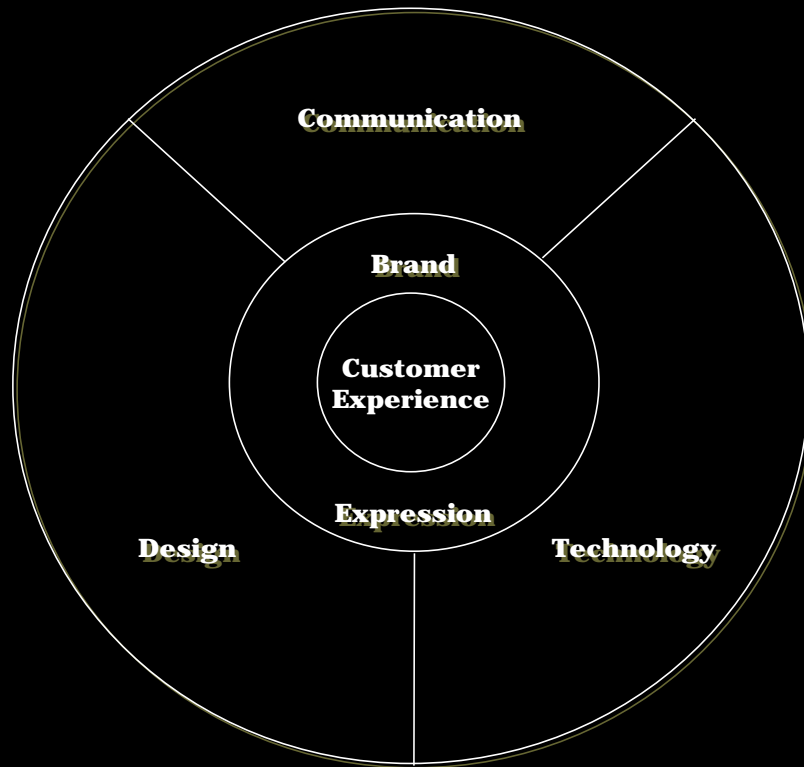 Communication
Brand
Customer
Experience
Expression
Design
Technology